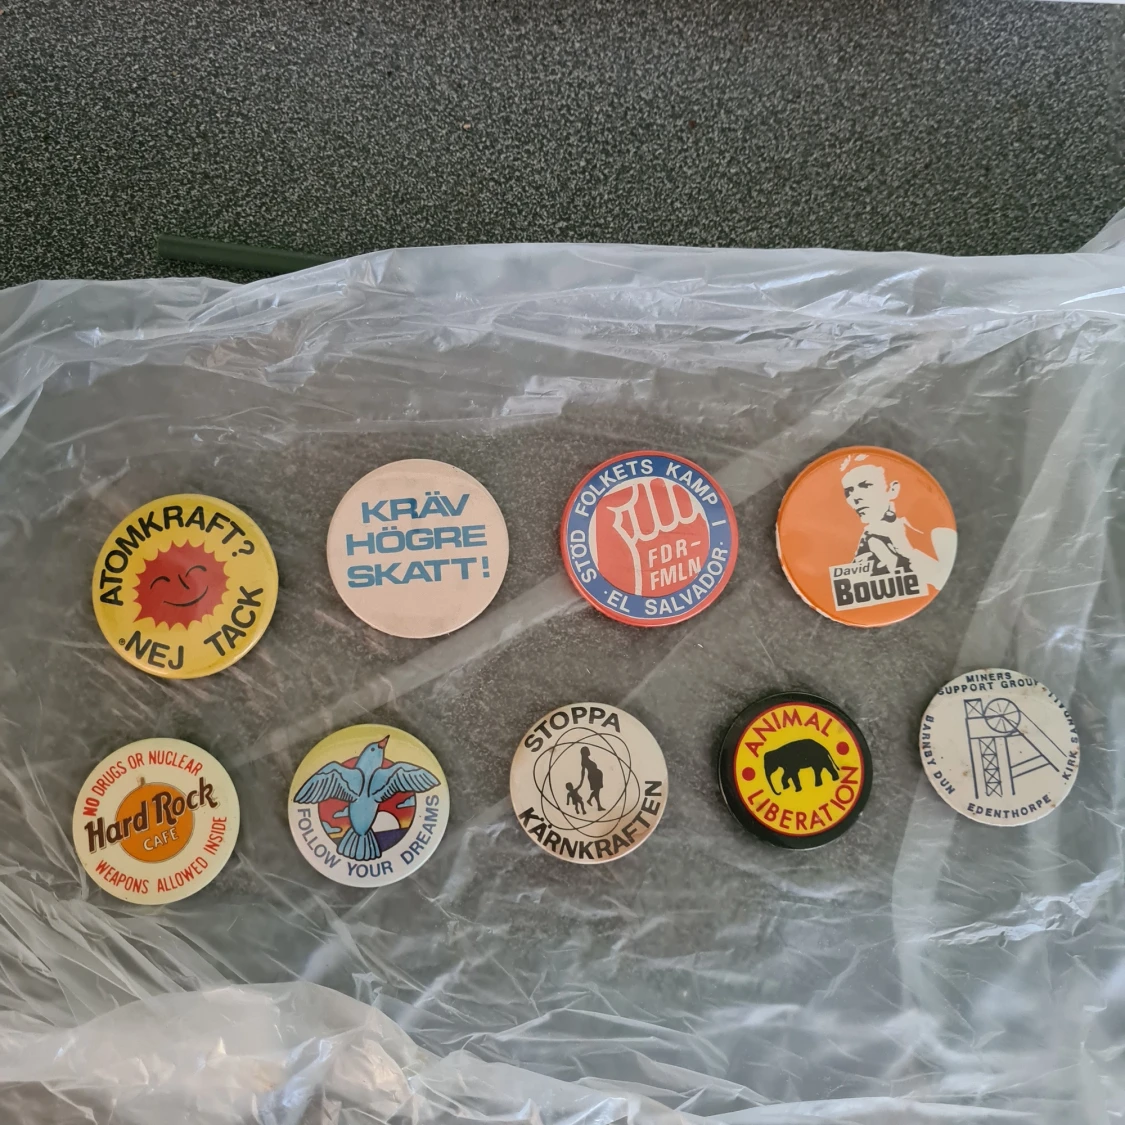 ATOMKRAFT?
NEJ TACK
KRÄV
HÖGRE
SKATT!
STÖD FOLKETS KAMP I
·EL SALVADOR·
FDR-
FMLN
David
Bowie
NO DRUGS OR NUCLEAR
Hard Rock
CAFE
WEAPONS ALLOWED INSIDE
FOLLOW YOUR DREAMS
STOPPA
KÄRNKRAFTEN
ANIMAL
LIBERATION
MINERS
SUPPORT GROUP
BARNBY DUN
EDENTHORPE
KIRK SANDALL